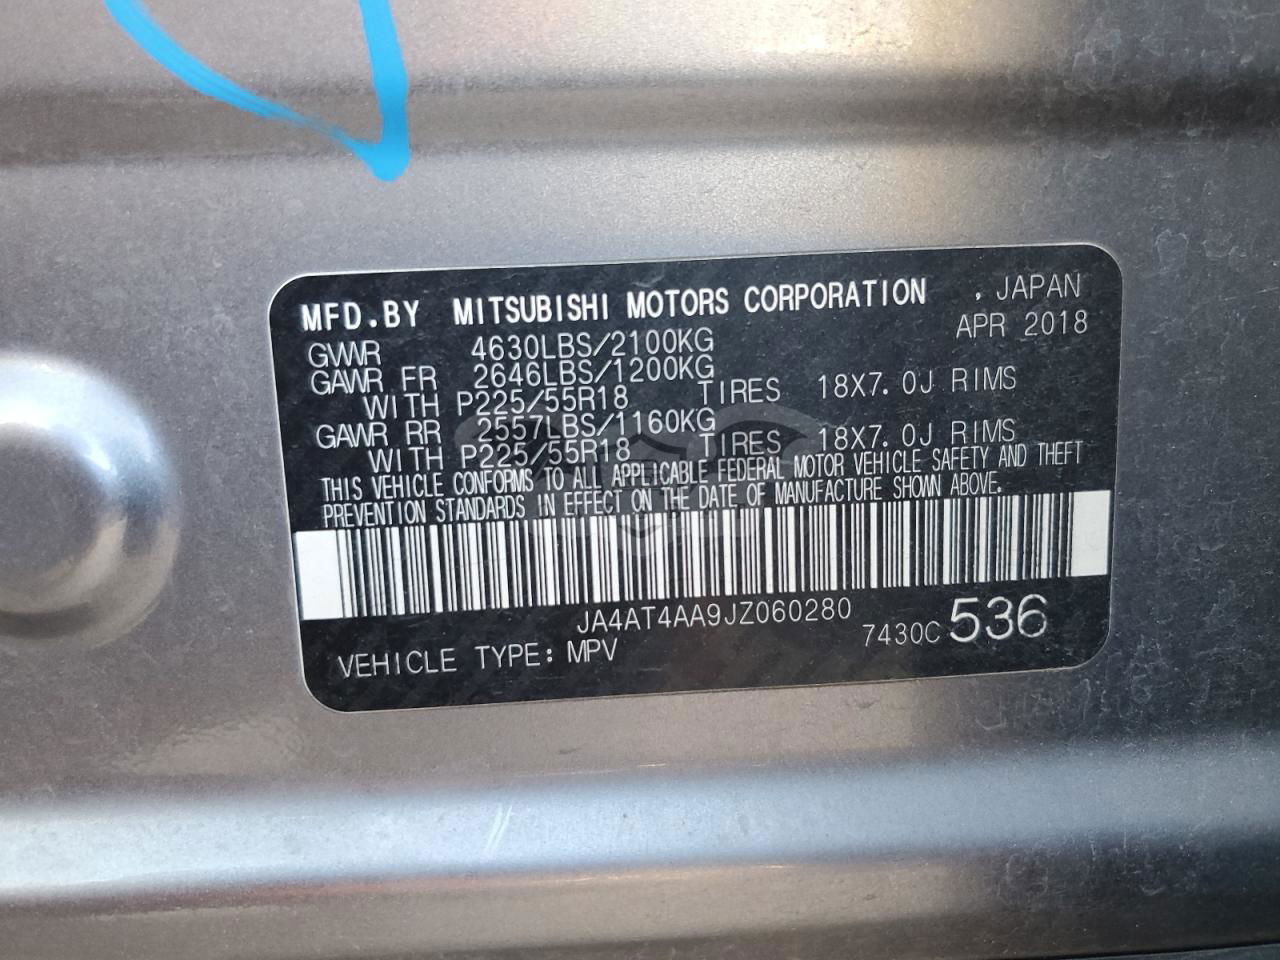 MFD.BY MITSUBISHI MOTORS CORPORATION , JAPAN
APR 2018
GVWR 4630LBS/2100KG
GAWR FR 2646LBS/1200KG
WITH P225/55R18 TIRES 18X7.0J RIMS
GAWR RR 2557LBS/1160KG
WITH P225/55R18 TIRES 18X7.0J RIMS
THIS VEHICLE CONFORMS TO ALL APPLICABLE FEDERAL MOTOR VEHICLE SAFETY AND THEFT
PREVENTION STANDARDS IN EFFECT ON THE DATE OF MANUFACTURE SHOWN ABOVE.
JA4AT4AA9JZ060280
7430C 536
VEHICLE TYPE: MPV